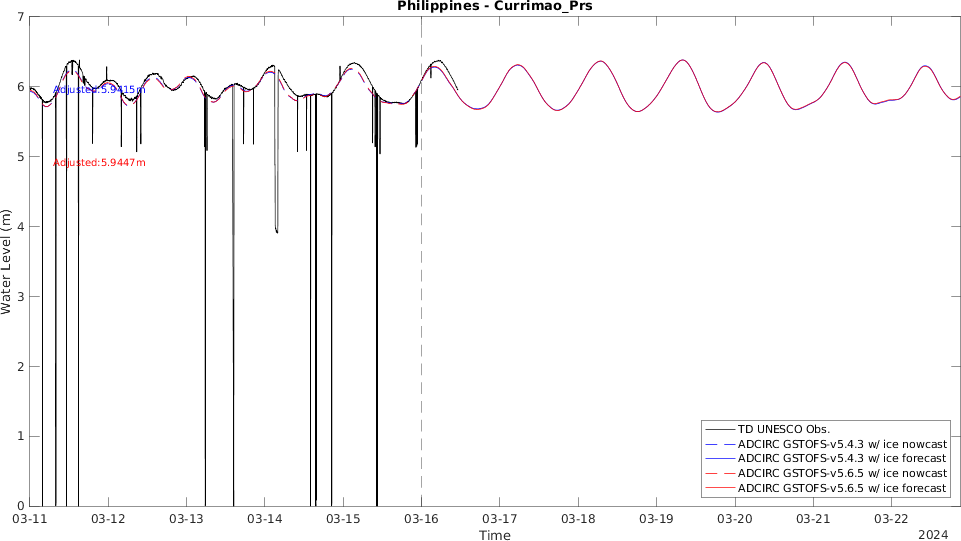 Philippines - Currimao_Prs
7
6
5
4
3
2
1
0
Water Level (m)
Adjusted:5.9415m
Adjusted:5.9447m
TD UNESCO Obs.
ADCIRC GSTOFS-v5.4.3 w/ ice nowcast
ADCIRC GSTOFS-v5.4.3 w/ ice forecast
ADCIRC GSTOFS-v5.6.5 w/ ice nowcast
ADCIRC GSTOFS-v5.6.5 w/ ice forecast
03-11 03-12 03-13 03-14 03-15 03-16 03-17 03-18 03-19 03-20 03-21 03-22
Time
2024